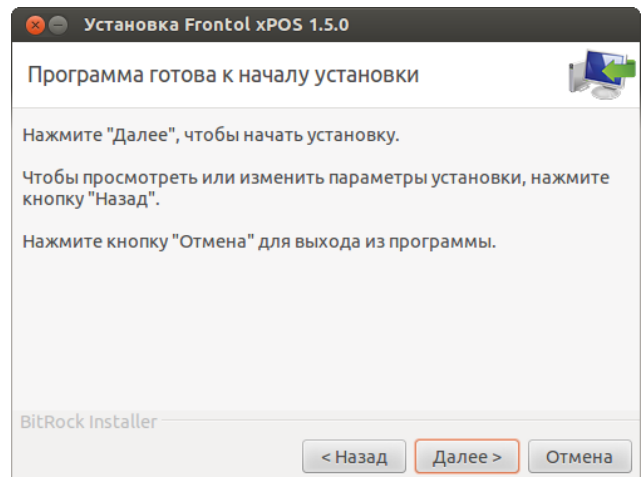 Установка Frontol xPOS 1.5.0
Программа готова к началу установки
Нажмите "Далее", чтобы начать установку.
Чтобы просмотреть или изменить параметры установки, нажмите
кнопку "Назад".
Нажмите кнопку "Отмена" для выхода из программы.
BitRock Installer
< Назад
Далее >
Отмена